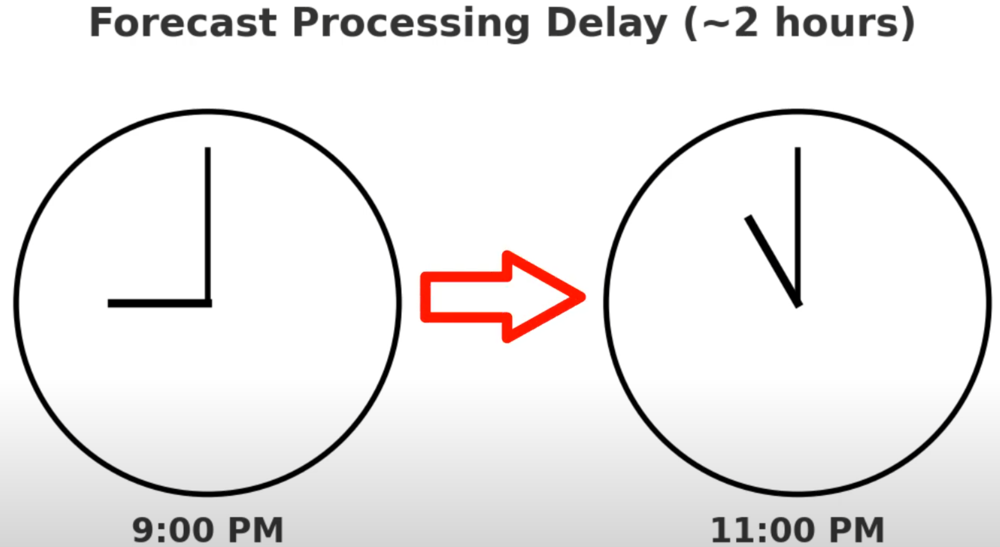 Forecast Processing Delay (~2 hours)
9:00 PM
11:00 PM